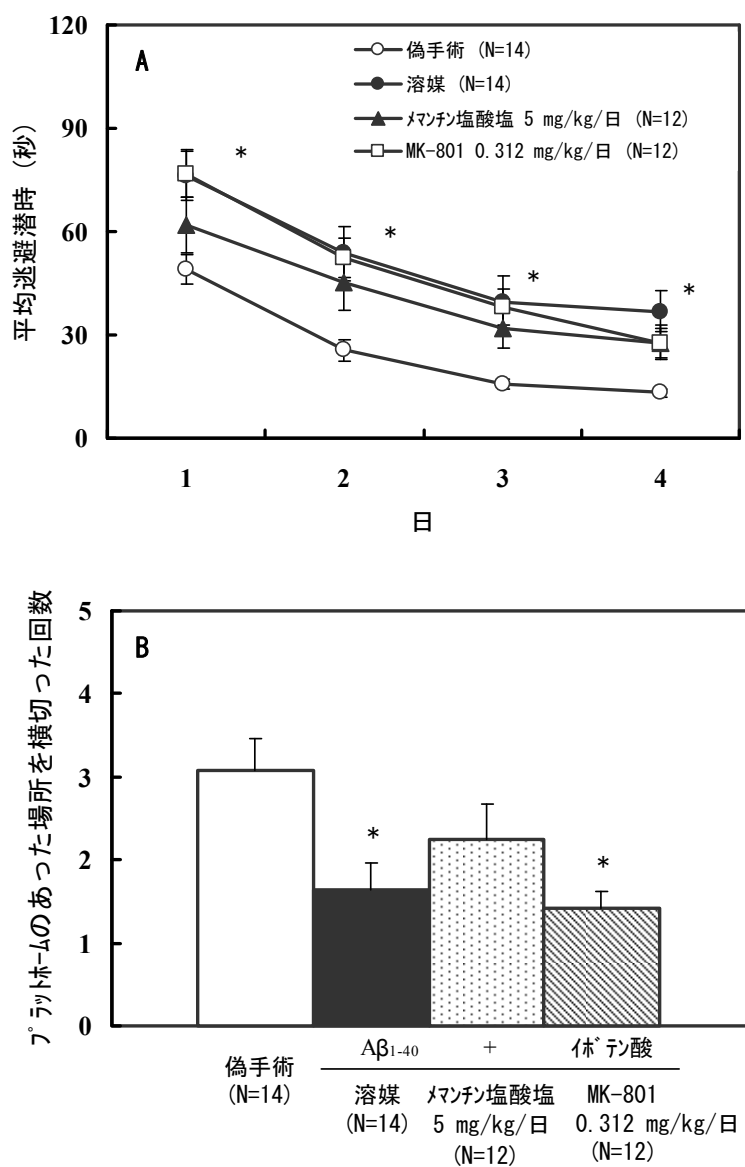 120
90
60
30
0
平均逃避潜時 (秒)
A
偽手術 (N=14)
溶媒 (N=14)
メマンチン塩酸塩 5 mg/kg/日 (N=12)
MK-801 0.312 mg/kg/日 (N=12)
*
*
*
*
1 2 3 4
日
プラットホームのあった場所を横切った回数
5
4
3
2
1
0
B
*
*
偽手術
(N=14)
Aβ1-40 + イボテン酸
溶媒
(N=14)
メマンチン塩酸塩
5 mg/kg/日
(N=12)
MK-801
0.312 mg/kg/日
(N=12)